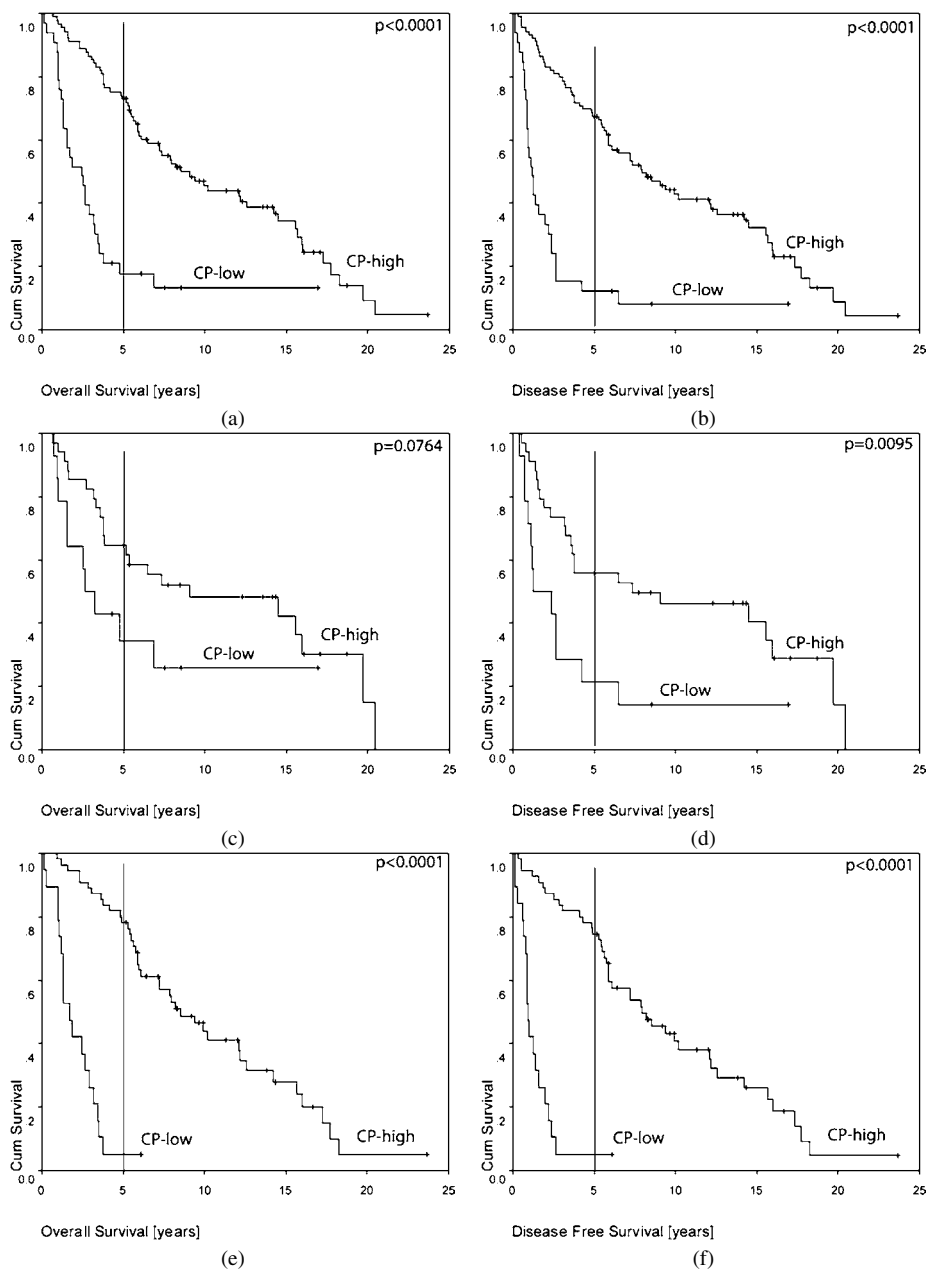 p<0.0001
1.0
.8
.6
.4
.2
0.0
Cum Survival
CP-low
CP-high
0 5 10 15 20 25
Overall Survival [years]
(a)
p<0.0001
1.0
.8
.6
.4
.2
0.0
Cum Survival
CP-high
CP-low
0 5 10 15 20 25
Disease Free Survival [years]
(b)
p=0.0764
1.0
.8
.6
.4
.2
0.0
Cum Survival
CP-high
CP-low
0 5 10 15 20 25
Overall Survival [years]
(c)
p=0.0095
1.0
.8
.6
.4
.2
0.0
Cum Survival
CP-high
CP-low
0 5 10 15 20 25
Disease Free Survival [years]
(d)
p<0.0001
1.0
.8
.6
.4
.2
0.0
Cum Survival
CP-low
CP-high
0 5 10 15 20 25
Overall Survival [years]
(e)
p<0.0001
1.0
.8
.6
.4
.2
0.0
Cum Survival
CP-low
CP-high
0 5 10 15 20 25
Disease Free Survival [years]
(f)